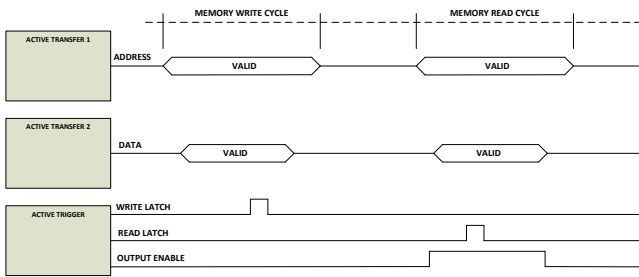 MEMORY WRITE CYCLE
MEMORY READ CYCLE
ACTIVE TRANSFER 1
ADDRESS
VALID
VALID
ACTIVE TRANSFER 2
DATA
VALID
VALID
ACTIVE TRIGGER
WRITE LATCH
READ LATCH
OUTPUT ENABLE